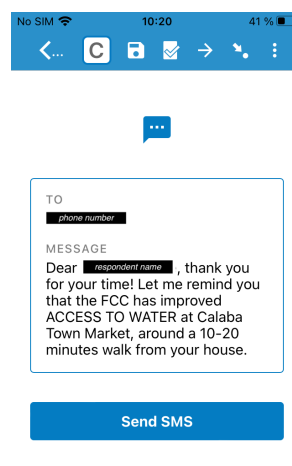 No SIM 10:20 41 %
... C
TO
phone number
MESSAGE
Dear respondent name , thank you
for your time! Let me remind you
that the FCC has improved
ACCESS TO WATER at Calaba
Town Market, around a 10-20
minutes walk from your house.
Send SMS